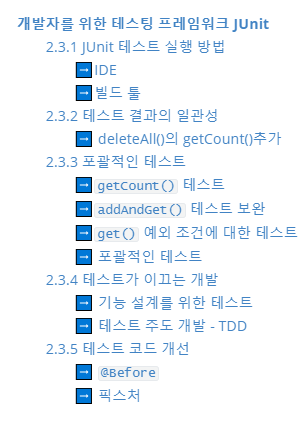 개발자를 위한 테스팅 프레임워크 JUnit
2.3.1 JUnit 테스트 실행 방법
➡ IDE
➡ 빌드 툴
2.3.2 테스트 결과의 일관성
➡ deleteAll()의 getCount()추가
2.3.3 포괄적인 테스트
➡ getCount() 테스트
➡ addAndGet() 테스트 보완
➡ get() 예외 조건에 대한 테스트
➡ 포괄적인 테스트
2.3.4 테스트가 이끄는 개발
➡ 기능 설계를 위한 테스트
➡ 테스트 주도 개발 - TDD
2.3.5 테스트 코드 개선
➡ @Before
➡ 픽스처